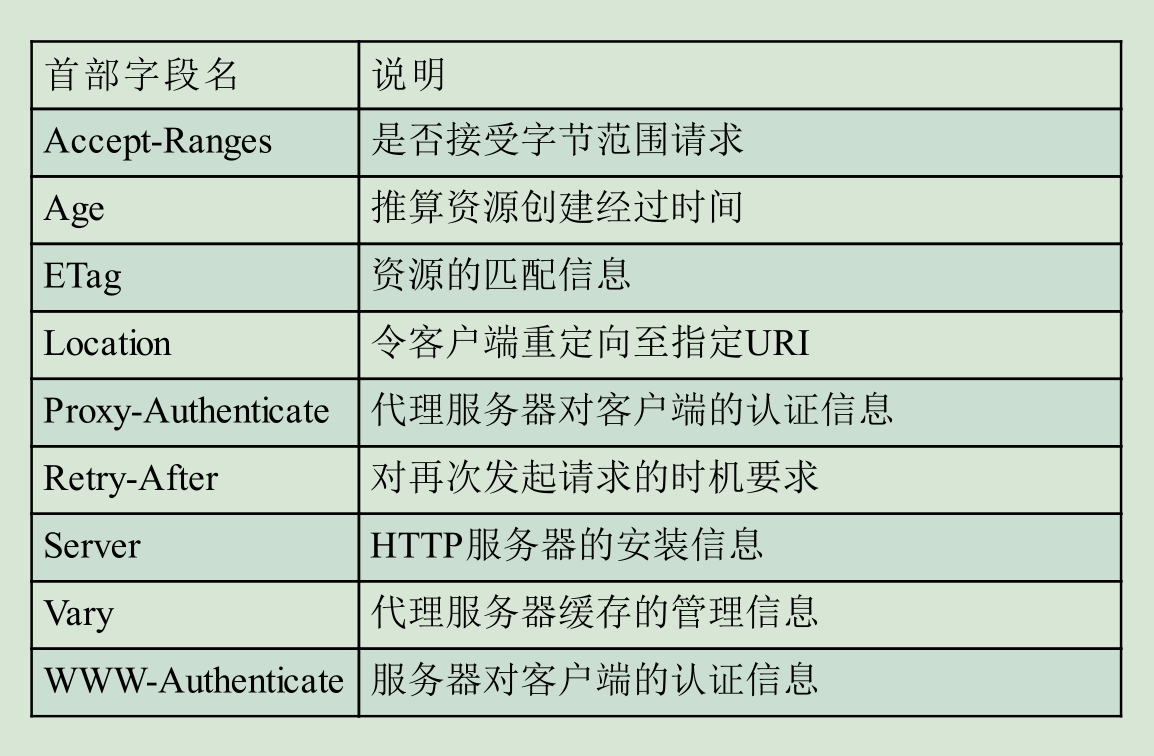 首部字段名 说明
Accept-Ranges 是否接受字节范围请求
Age 推算资源创建经过时间
ETag 资源的匹配信息
Location 令客户端重定向至指定URI
Proxy-Authenticate 代理服务器对客户端的认证信息
Retry-After 对再次发起请求的时机要求
Server HTTP服务器的安装信息
Vary 代理服务器缓存的管理信息
WWW-Authenticate 服务器对客户端的认证信息